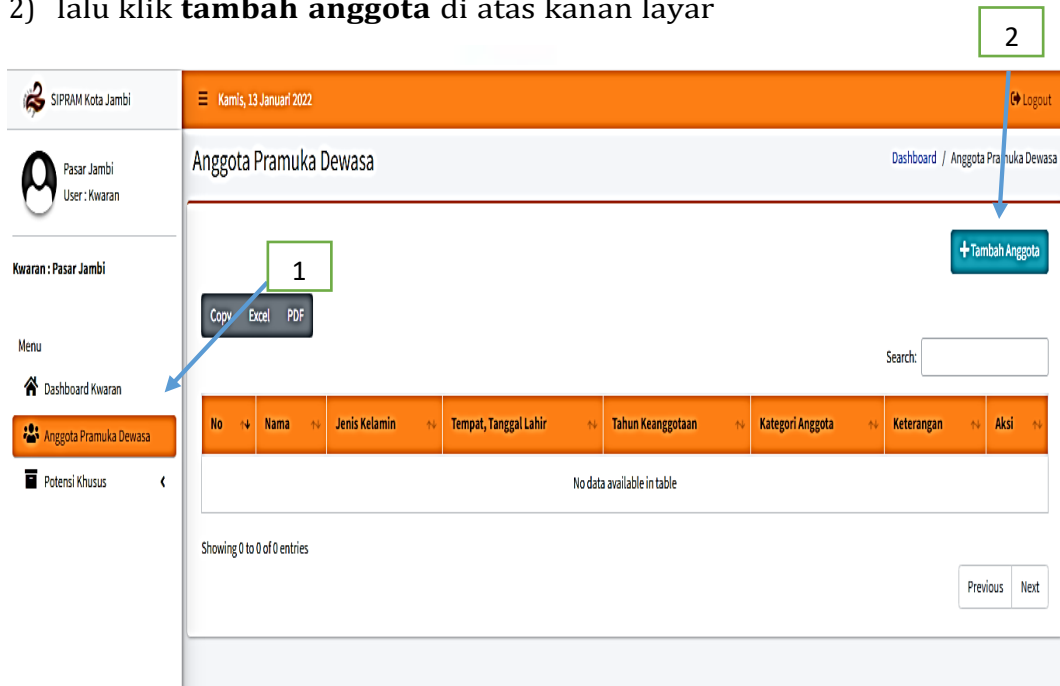 2) lalu klik tambah anggota di atas kanan layar
2
SIPRAM Kota Jambi
Kamis, 13 Januari 2022
Logout
Pasar Jambi
User : Kwaran
Anggota Pramuka Dewasa
Dashboard / Anggota Pramuka Dewasa
Kwaran : Pasar Jambi
1
Tambah Anggota
Copy Excel PDF
Menu
Search:
Dashboard Kwaran
Anggota Pramuka Dewasa
Potensi Khusus
No Nama Jenis Kelamin Tempat, Tanggal Lahir Tahun Keanggotaan Kategori Anggota Keterangan Aksi
No data available in table
Showing 0 to 0 of 0 entries
Previous Next